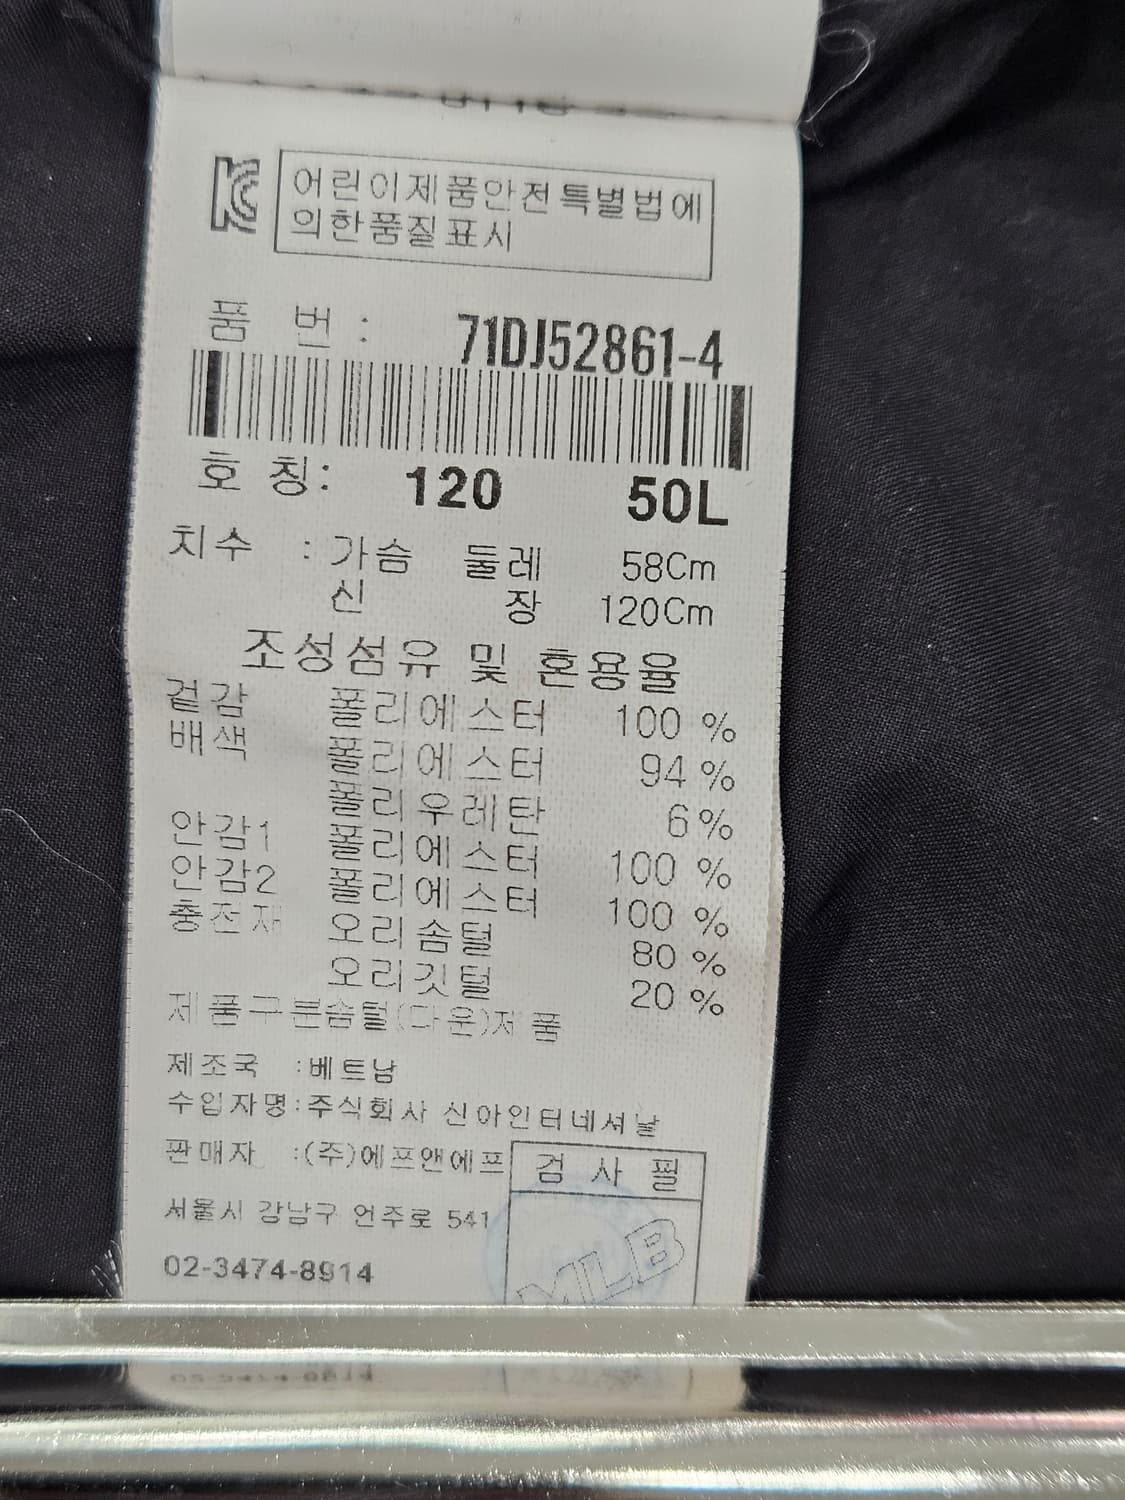 어린이제품안전특별법에
의한품질표시
품 번 : 71DJ52861-4
호 칭: 120 50L
치수 : 가슴 둘레 58Cm
신 장 120Cm
조성섬유 및 혼용율
겉감 폴리에스터 100 %
배색 폴리에스터 94 %
폴리우레탄 6%
안감1 폴리에스터 100 %
안감2 폴리에스터 100 %
충전재 오리솜털 80 %
오리깃털 20 %
제품구분솜털(다운)제품
제조국 :베트남
수입자명:주식회사 신아인터네셔날
판매자 :(주)에프앤에프
검 사 필
서울시 강남구 언주로 541
MLB
02-3474-8914